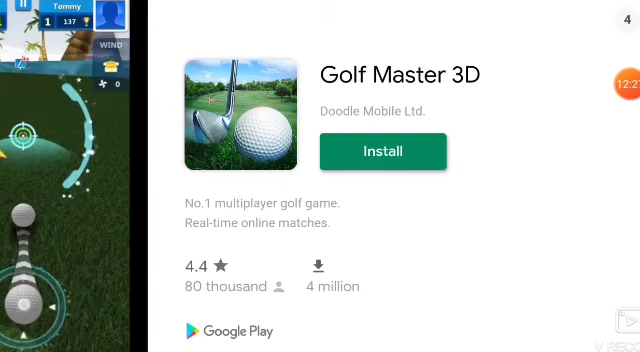 Tommy
1 137
WIND
0
4
Golf Master 3D
Doodle Mobile Ltd.
12:27
Install
No.1 multiplayer golf game.
Real-time online matches.
4.4
80 thousand 4 million
Google Play
V RECO